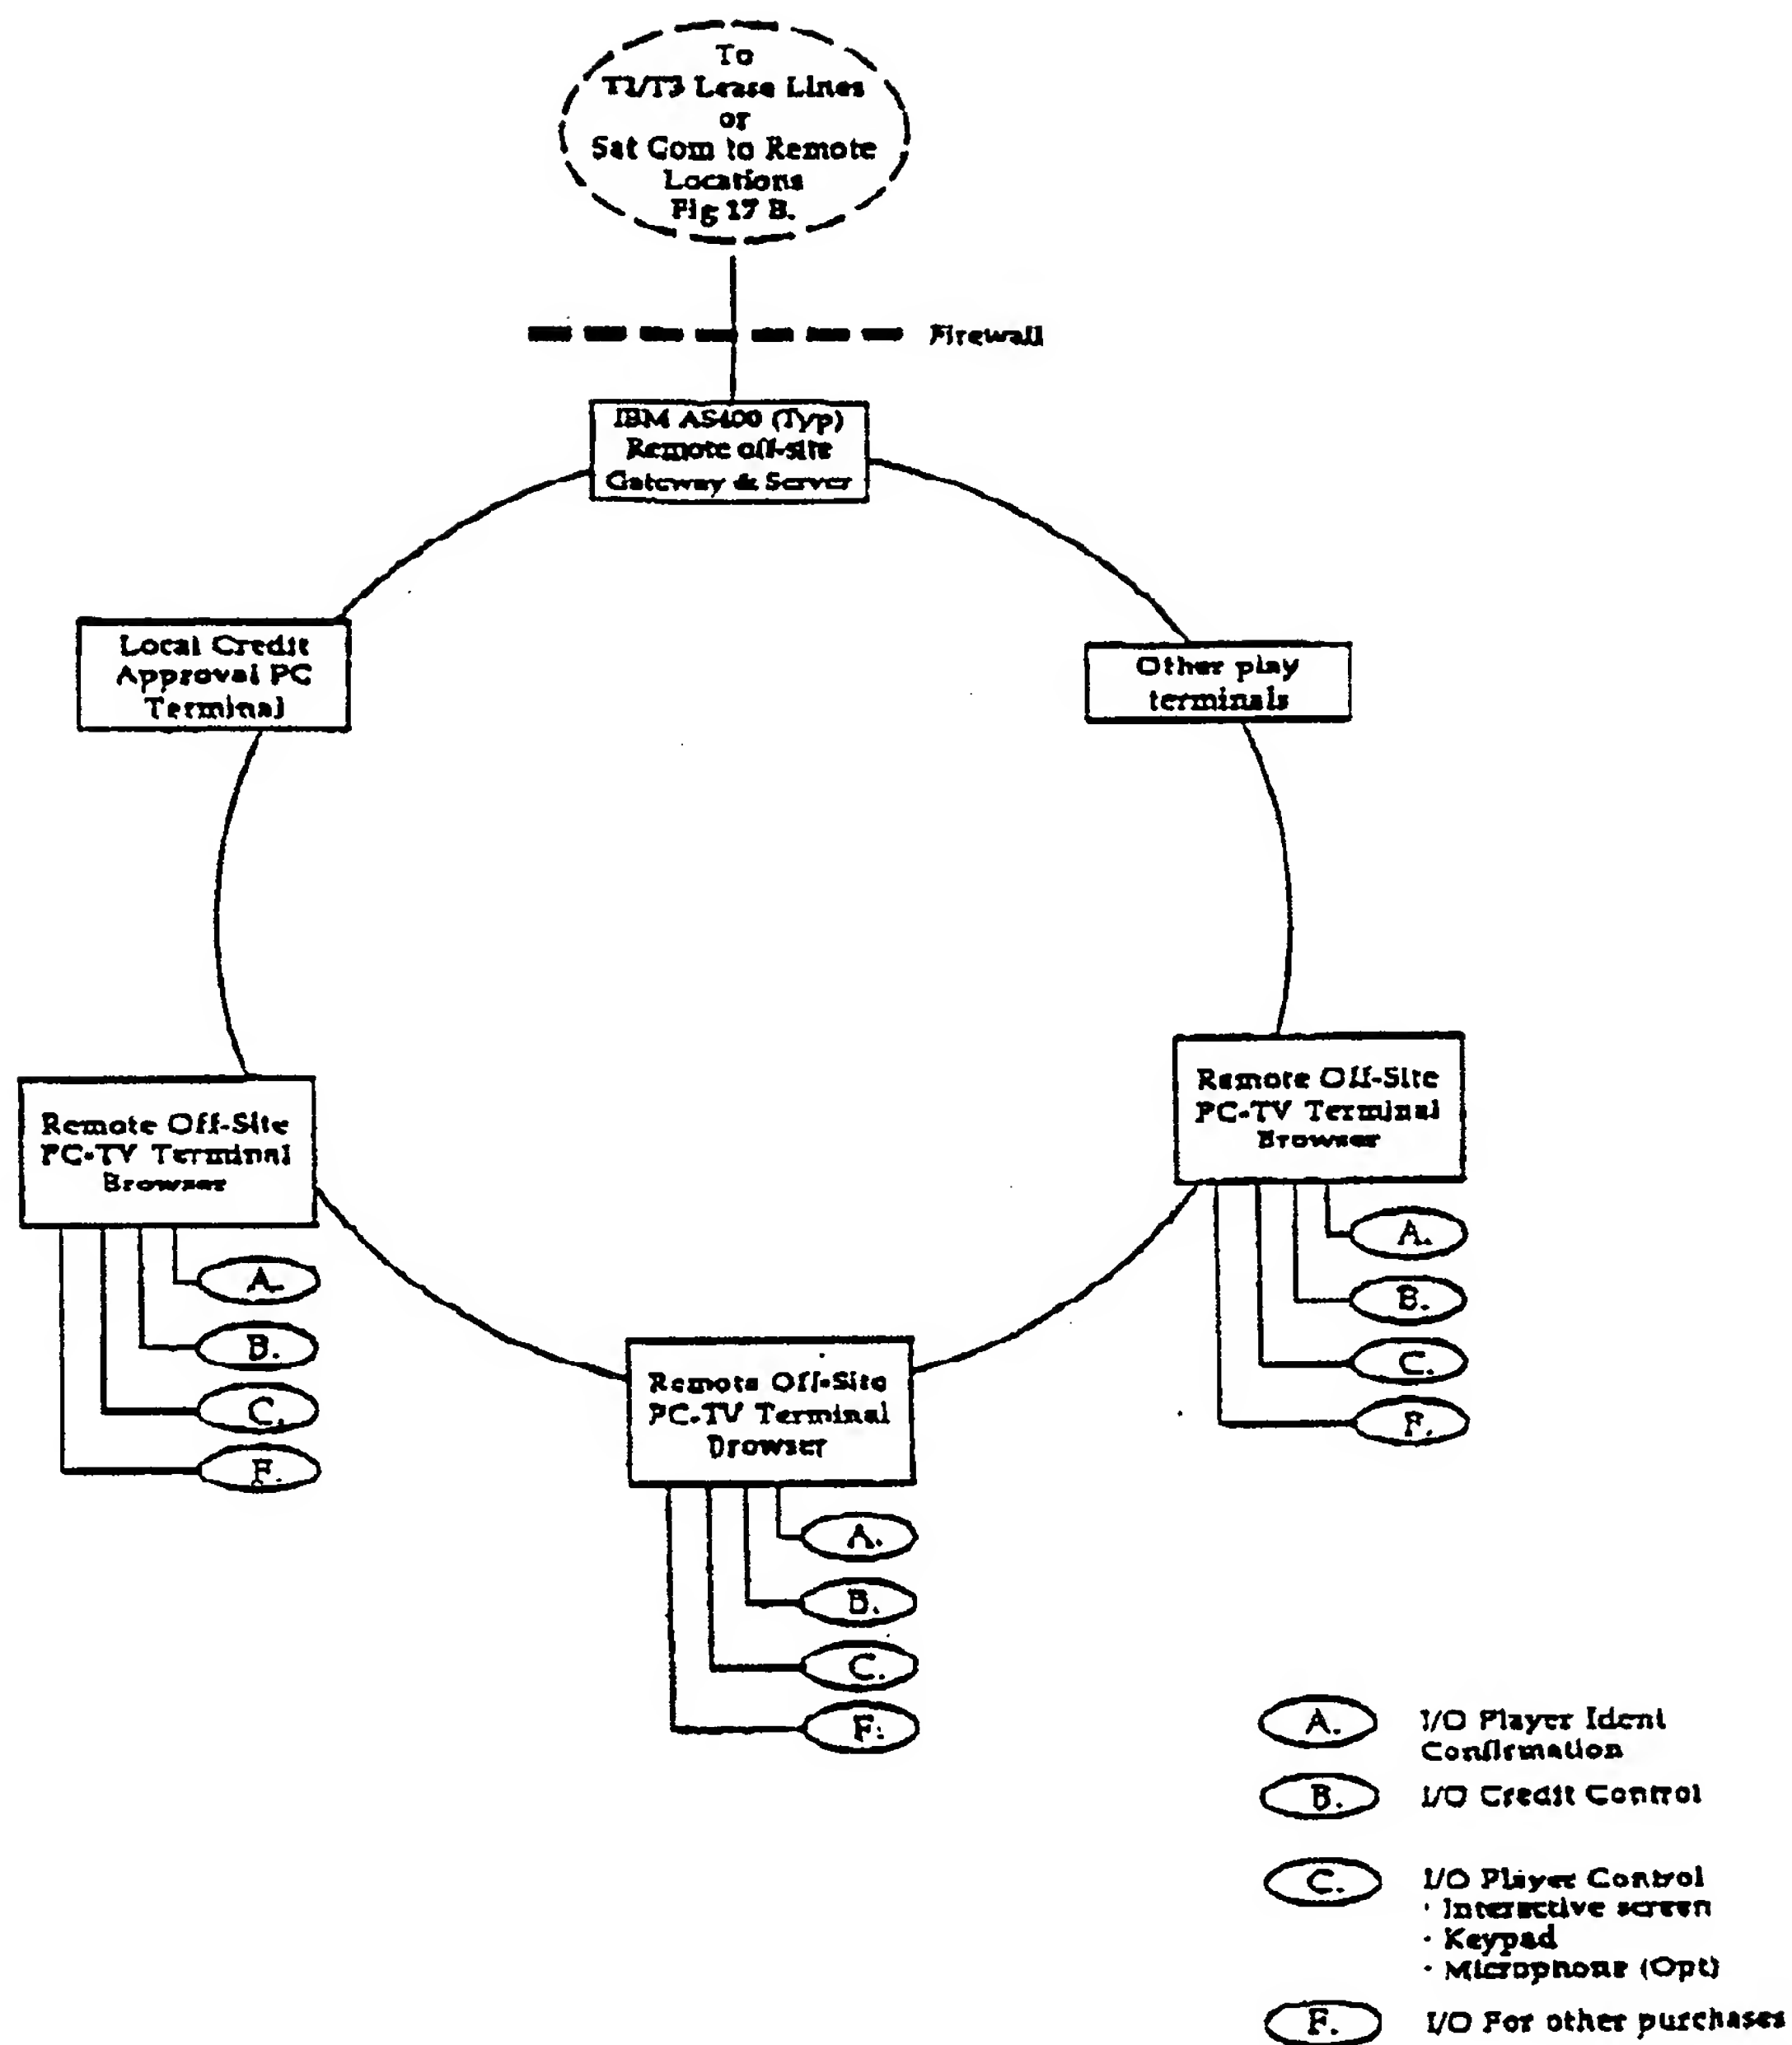 To
T1/T3 Lease Lines
or
Sat Com to Remote
Locations
Fig 17 B.
Firewall
IBM AS400 (Typ)
Remote off-site
Gateway & Server
Local Credit
Approval PC
Terminal
Other play
terminals
Remote Off-Site
PC-TV Terminal
Browser
A.
B.
C.
F.
Remote Off-Site
PC-TV Terminal
Browser
A.
B.
C.
F.
Remote Off-Site
PC-TV Terminal
Browser
A.
B.
C.
F.
A. I/O Player Ident
Confirmation
B. I/O Credit Control
C. I/O Player Control
· Interactive screen
· Keypad
· Microphone (Opt)
F. I/O For other purchases